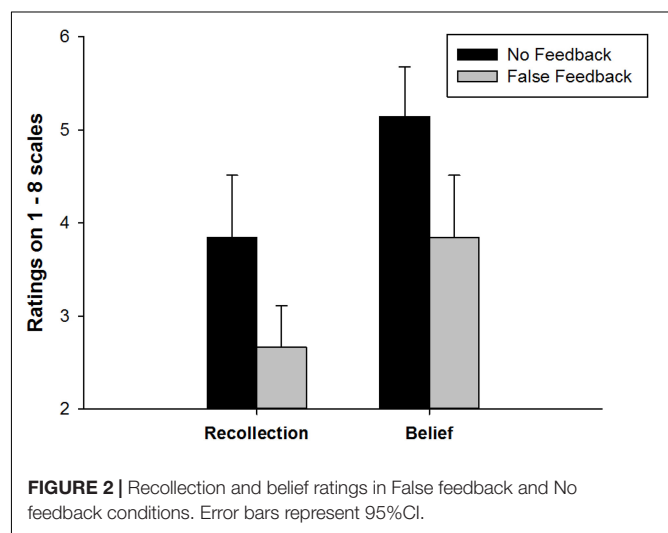 6
No Feedback
False Feedback
5
4
3
2
Ratings on 1 - 8 scales
Recollection
Belief
FIGURE 2 | Recollection and belief ratings in False feedback and No
feedback conditions. Error bars represent 95%CI.